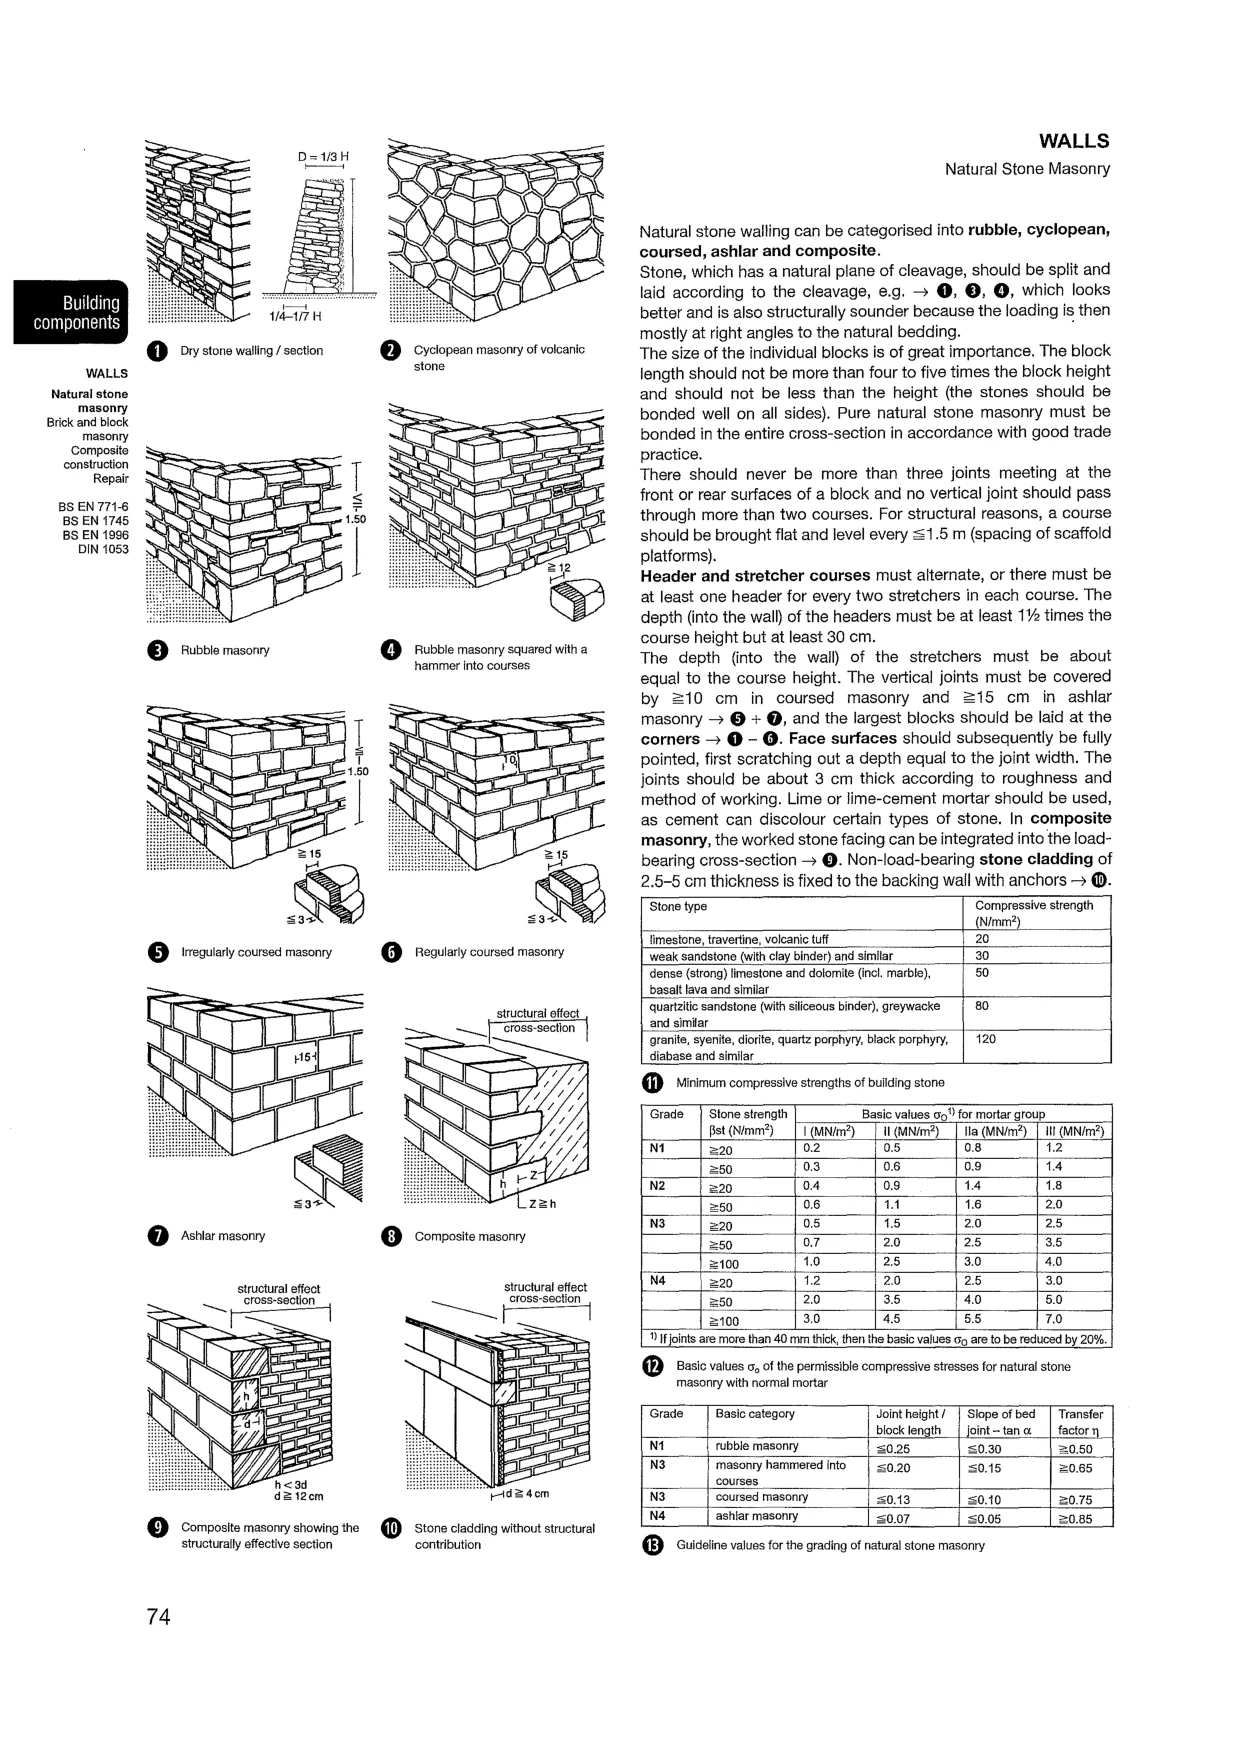 WALLS
Natural Stone Masonry
Building
components
WALLS
Natural stone
masonry
Brick and block
masonry
Composite
construction
Repair
BS EN 771-6
BS EN 1745
BS EN 1996
DIN 1053
D = 1/3 H
1/4–1/7 H
1 Dry stone walling / section
2 Cyclopean masonry of volcanic
stone
≦
1.50
≧ 12
3 Rubble masonry
4 Rubble masonry squared with a
hammer into courses
≦
1.50
10
≧ 15
≦ 3
≧ 15
≦ 3
5 Irregularly coursed masonry
6 Regularly coursed masonry
15
≦ 3
structural effect
cross-section
h
z
z ≧ h
7 Ashlar masonry
8 Composite masonry
structural effect
cross-section
h
d
h < 3d
d ≧ 12 cm
structural effect
cross-section
d ≧ 4 cm
9 Composite masonry showing the
structurally effective section
10 Stone cladding without structural
contribution
Natural stone walling can be categorised into rubble, cyclopean,
coursed, ashlar and composite.
Stone, which has a natural plane of cleavage, should be split and
laid according to the cleavage, e.g. → 1, 3, 4, which looks
better and is also structurally sounder because the loading is then
mostly at right angles to the natural bedding.
The size of the individual blocks is of great importance. The block
length should not be more than four to five times the block height
and should not be less than the height (the stones should be
bonded well on all sides). Pure natural stone masonry must be
bonded in the entire cross-section in accordance with good trade
practice.
There should never be more than three joints meeting at the
front or rear surfaces of a block and no vertical joint should pass
through more than two courses. For structural reasons, a course
should be brought flat and level every ≦1.5 m (spacing of scaffold
platforms).
Header and stretcher courses must alternate, or there must be
at least one header for every two stretchers in each course. The
depth (into the wall) of the headers must be at least 1½ times the
course height but at least 30 cm.
The depth (into the wall) of the stretchers must be about
equal to the course height. The vertical joints must be covered
by ≧10 cm in coursed masonry and ≧15 cm in ashlar
masonry → 5 + 7, and the largest blocks should be laid at the
corners → 1 – 6. Face surfaces should subsequently be fully
pointed, first scratching out a depth equal to the joint width. The
joints should be about 3 cm thick according to roughness and
method of working. Lime or lime-cement mortar should be used,
as cement can discolour certain types of stone. In composite
masonry, the worked stone facing can be integrated into the load-
bearing cross-section → 9. Non-load-bearing stone cladding of
2.5–5 cm thickness is fixed to the backing wall with anchors → 10.
Stone type Compressive strength
(N/mm²)
limestone, travertine, volcanic tuff 20
weak sandstone (with clay binder) and similar 30
dense (strong) limestone and dolomite (incl. marble), 50
basalt lava and similar
quartzitic sandstone (with siliceous binder), greywacke 80
and similar
granite, syenite, diorite, quartz porphyry, black porphyry, 120
diabase and similar
11 Minimum compressive strengths of building stone
Grade Stone strength Basic values σ₀¹⁾ for mortar group
βst (N/mm²) I (MN/m²) II (MN/m²) IIa (MN/m²) III (MN/m²)
N1 ≧20 0.2 0.5 0.8 1.2
≧50 0.3 0.6 0.9 1.4
N2 ≧20 0.4 0.9 1.4 1.8
≧50 0.6 1.1 1.6 2.0
N3 ≧20 0.5 1.5 2.0 2.5
≧50 0.7 2.0 2.5 3.5
≧100 1.0 2.5 3.0 4.0
N4 ≧20 1.2 2.0 2.5 3.0
≧50 2.0 3.5 4.0 5.0
≧100 3.0 4.5 5.5 7.0
¹⁾ If joints are more than 40 mm thick, then the basic values σ₀ are to be reduced by 20%.
12 Basic values σ₀ of the permissible compressive stresses for natural stone
masonry with normal mortar
Grade Basic category Joint height / Slope of bed Transfer
block length joint – tan α factor η
N1 rubble masonry ≦0.25 ≦0.30 ≧0.50
N3 masonry hammered into ≦0.20 ≦0.15 ≧0.65
courses
N3 coursed masonry ≦0.13 ≦0.10 ≧0.75
N4 ashlar masonry ≦0.07 ≦0.05 ≧0.85
13 Guideline values for the grading of natural stone masonry
74